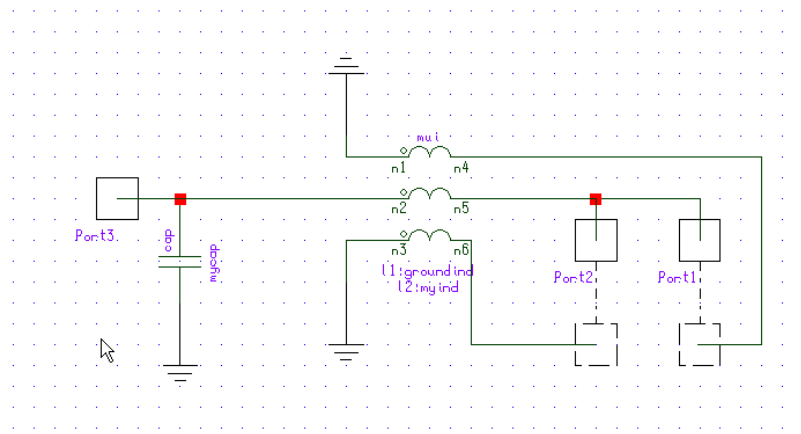 mui
n1 n4
n2 n5
Port3
cap
mycap
n3 n6
l1:groundind
l2:myind
Port2 Port1